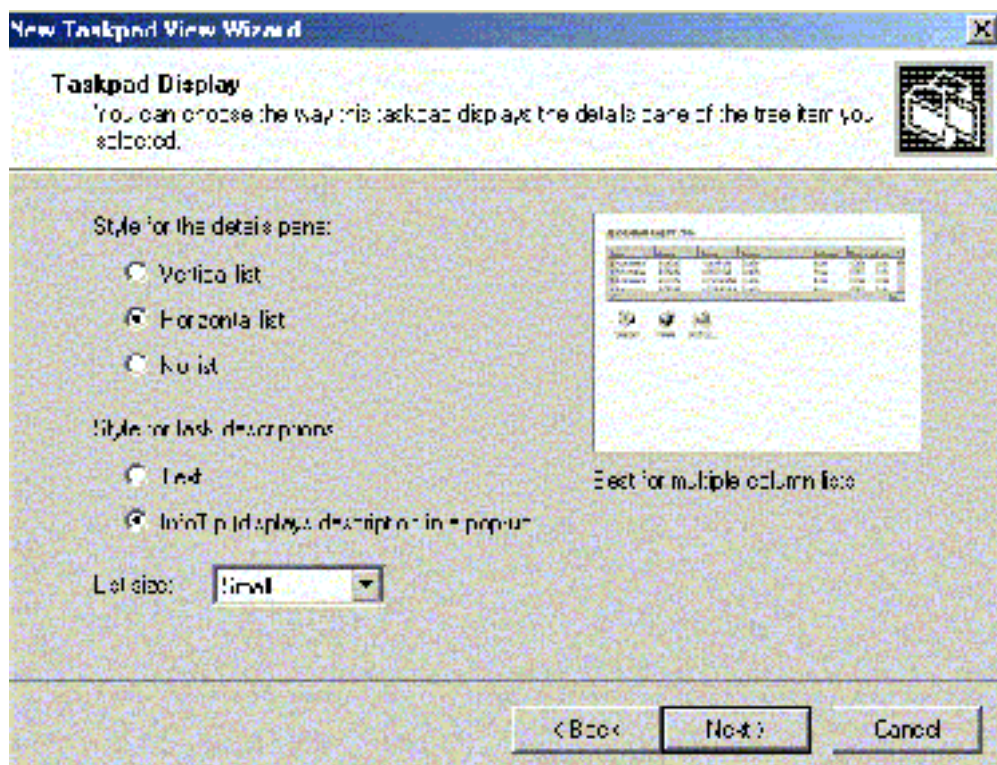 New Taskpad View Wizard
Taskpad Display
You can choose the way this taskpad displays the details pane of the tree item you
selected.
Style for the details pane:
Vertical list
Horizontal list
No list
Style for task descriptions
Text
InfoTip (displays description in a pop-up
Best for multiple column lists
List size: Small
< Back Next > Cancel